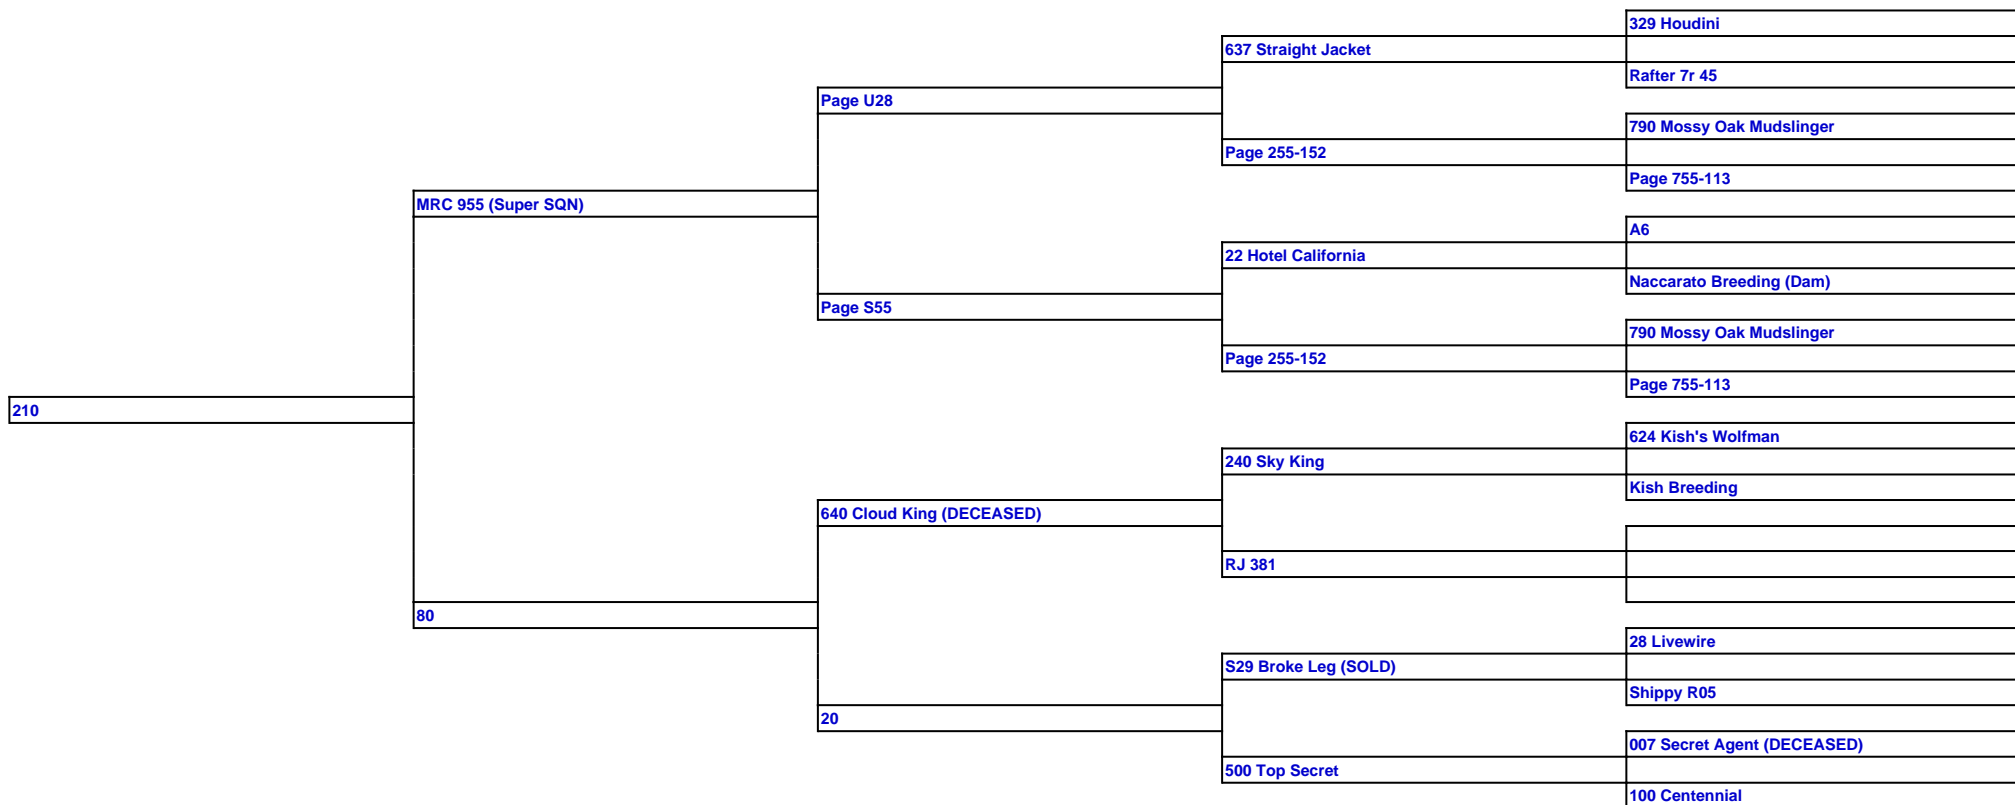 329 Houdini
637 Straight Jacket
Rafter 7r 45
Page U28
790 Mossy Oak Mudslinger
Page 255-152
Page 755-113
MRC 955 (Super SQN)
A6
22 Hotel California
Naccarato Breeding (Dam)
Page S55
790 Mossy Oak Mudslinger
Page 255-152
Page 755-113
210
624 Kish's Wolfman
240 Sky King
Kish Breeding
640 Cloud King (DECEASED)
RJ 381
80
28 Livewire
S29 Broke Leg (SOLD)
Shippy R05
20
007 Secret Agent (DECEASED)
500 Top Secret
100 Centennial